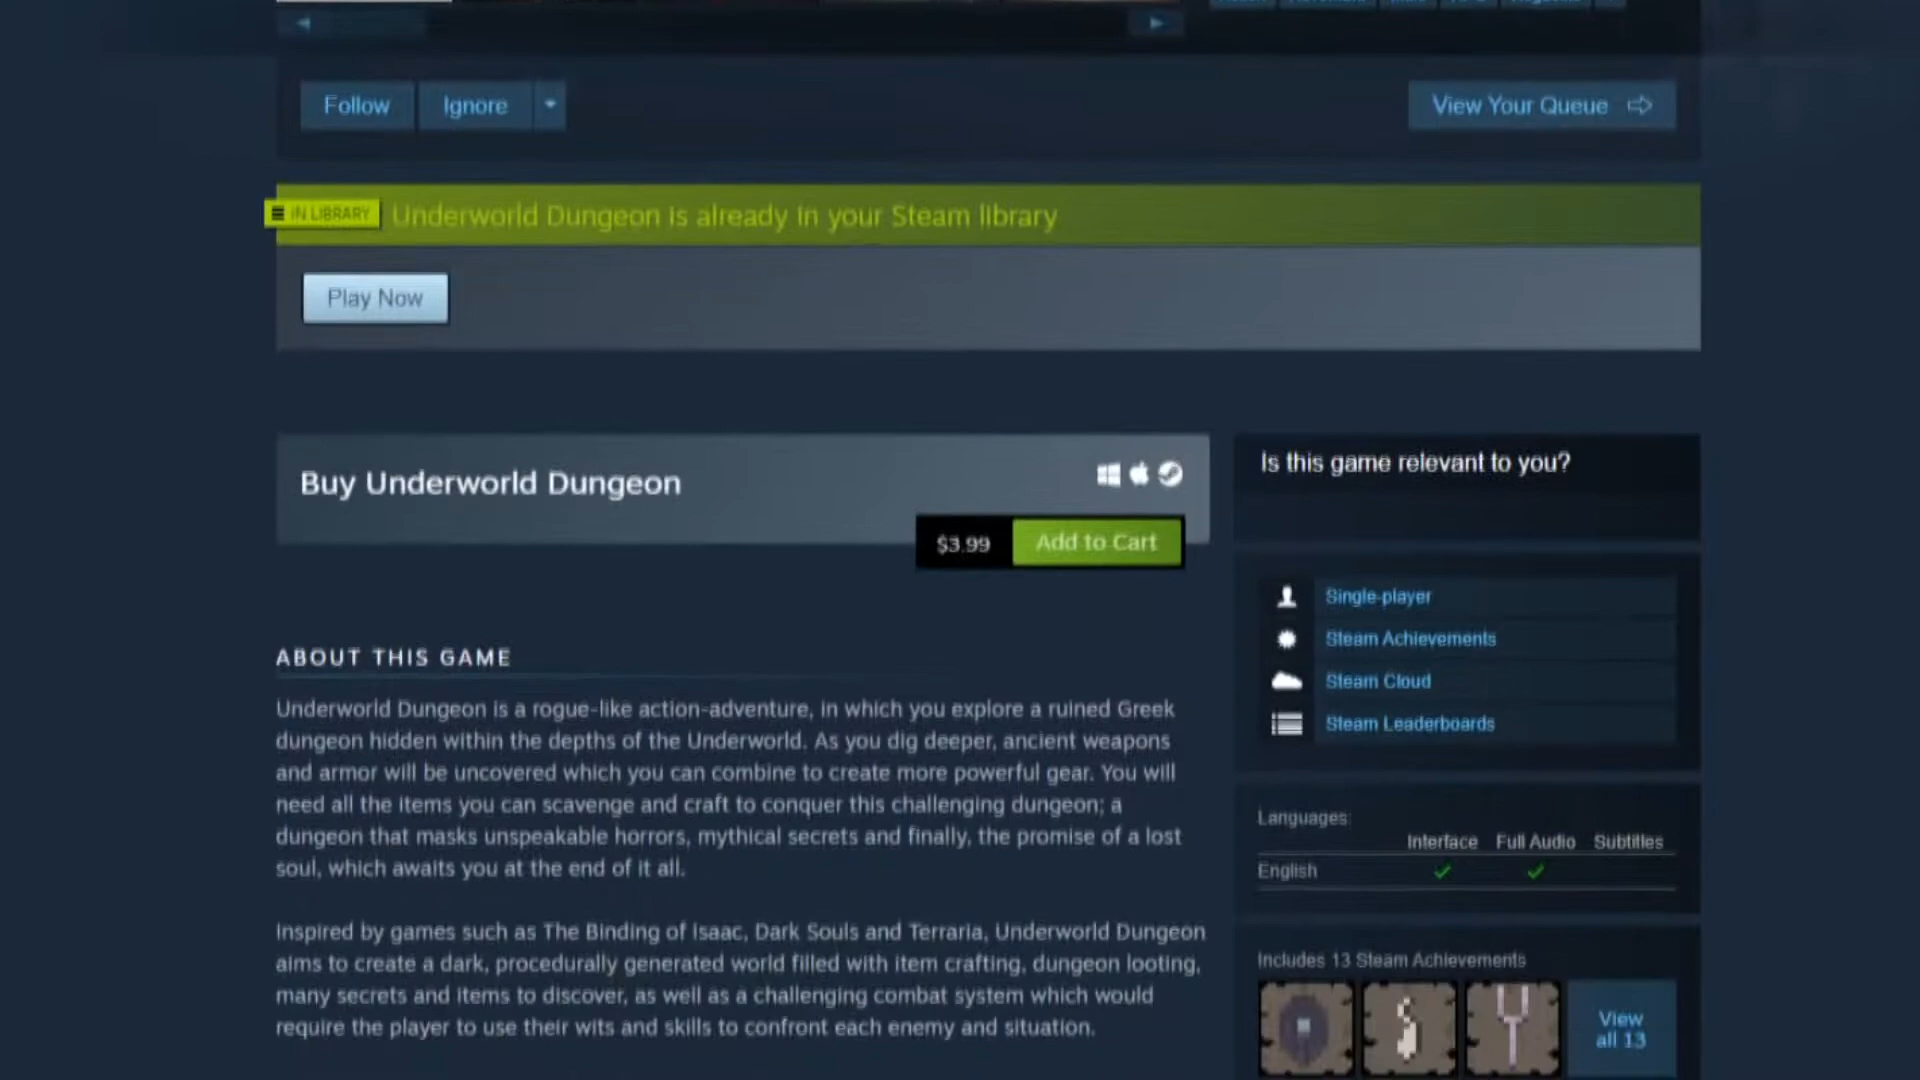 Follow
Ignore
View Your Queue
IN LIBRARY
Underworld Dungeon is already in your Steam library
Play Now
Buy Underworld Dungeon
$3.99
Add to Cart
Is this game relevant to you?
Single-player
Steam Achievements
Steam Cloud
Steam Leaderboards
ABOUT THIS GAME
Underworld Dungeon is a rogue-like action-adventure, in which you explore a ruined Greek
dungeon hidden within the depths of the Underworld. As you dig deeper, ancient weapons
and armor will be uncovered which you can combine to create more powerful gear. You will
need all the items you can scavenge and craft to conquer this challenging dungeon; a
dungeon that masks unspeakable horrors, mythical secrets and finally, the promise of a lost
soul, which awaits you at the end of it all.
Inspired by games such as The Binding of Isaac, Dark Souls and Terraria, Underworld Dungeon
aims to create a dark, procedurally generated world filled with item crafting, dungeon looting,
many secrets and items to discover, as well as a challenging combat system which would
require the player to use their wits and skills to confront each enemy and situation.
Languages:
Interface Full Audio Subtitles
English
Includes 13 Steam Achievements
View
all 13